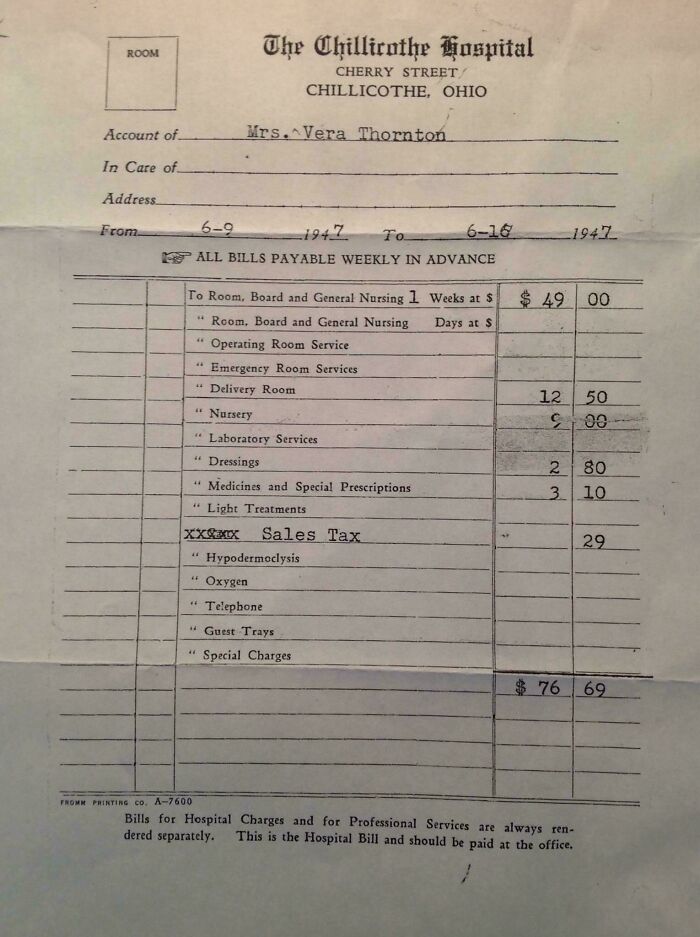 ROOM
The Chillicothe Hospital
CHERRY STREET
CHILLICOTHE, OHIO
Account of Mrs. Vera Thornton
In Care of
Address
From 6-9 1947 To 6-16 1947
☞ ALL BILLS PAYABLE WEEKLY IN ADVANCE
To Room, Board and General Nursing 1 Weeks at $ $ 49 00
" Room, Board and General Nursing Days at $
" Operating Room Service
" Emergency Room Services
" Delivery Room 12 50
" Nursery 9 00
" Laboratory Services
" Dressings 2 80
" Medicines and Special Prescriptions 3 10
" Light Treatments
Sales Tax 29
" Hypodermoclysis
" Oxygen
" Telephone
" Guest Trays
" Special Charges
$ 76 69
FROMM PRINTING CO. A-7600
Bills for Hospital Charges and for Professional Services are always ren-
dered separately. This is the Hospital Bill and should be paid at the office.